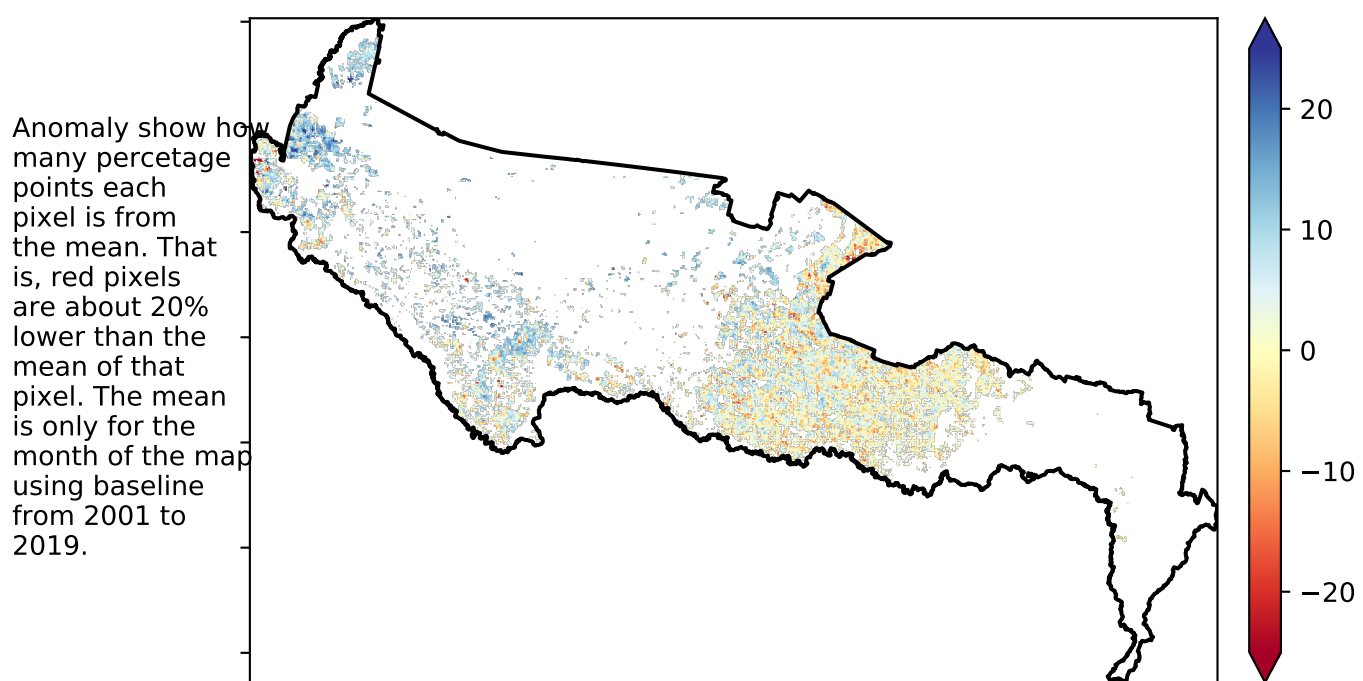 Anomaly show how
many percetage
points each
pixel is from
the mean. That
is, red pixels
are about 20%
lower than the
mean of that
pixel. The mean
is only for the
month of the map
using baseline
from 2001 to
2019.
20
10
0
−10
−20